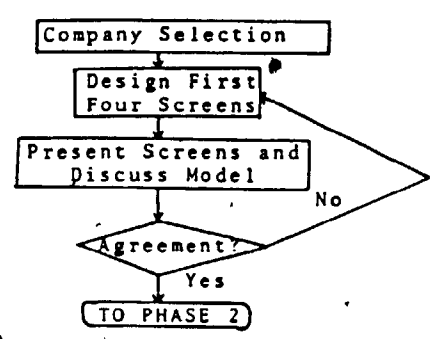 Company Selection
Design First
Four Screens
Present Screens and
Discuss Model
No
Agreement?
Yes
TO PHASE 2